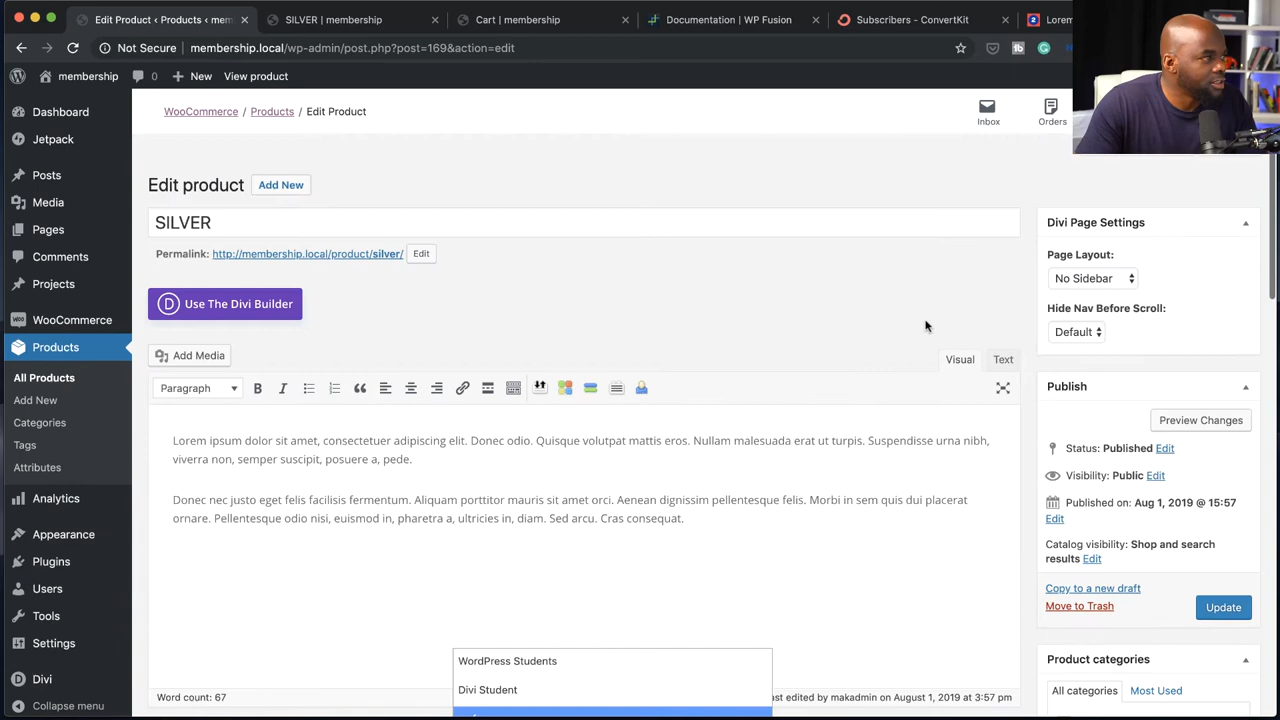 Edit Product ‹ Products ‹ mem
SILVER | membership
Cart | membership
Documentation | WP Fusion
Subscribers - ConvertKit
Lorem
Not Secure
membership.local/wp-admin/post.php?post=169&action=edit
membership
0
New
View product
Dashboard
Jetpack
Posts
Media
Pages
Comments
Projects
WooCommerce
Products
All Products
Add New
Categories
Tags
Attributes
Analytics
Appearance
Plugins
Users
Tools
Settings
Divi
Collapse menu
WooCommerce / Products / Edit Product
Inbox
Orders
Edit product
Add New
SILVER
Permalink: http://membership.local/product/silver/ Edit
Use The Divi Builder
Add Media
Visual
Text
Paragraph
Lorem ipsum dolor sit amet, consectetuer adipiscing elit. Donec odio. Quisque volutpat mattis eros. Nullam malesuada erat ut turpis. Suspendisse urna nibh,
viverra non, semper suscipit, posuere a, pede.
Donec nec justo eget felis facilisis fermentum. Aliquam porttitor mauris sit amet orci. Aenean dignissim pellentesque felis. Morbi in sem quis dui placerat
ornare. Pellentesque odio nisi, euismod in, pharetra a, ultricies in, diam. Sed arcu. Cras consequat.
WordPress Students
Divi Student
Word count: 67
ast edited by makadmin on August 1, 2019 at 3:57 pm
Divi Page Settings
Page Layout:
No Sidebar
Hide Nav Before Scroll:
Default
Publish
Preview Changes
Status: Published Edit
Visibility: Public Edit
Published on: Aug 1, 2019 @ 15:57
Edit
Catalog visibility: Shop and search
results Edit
Copy to a new draft
Move to Trash
Update
Product categories
All categories
Most Used